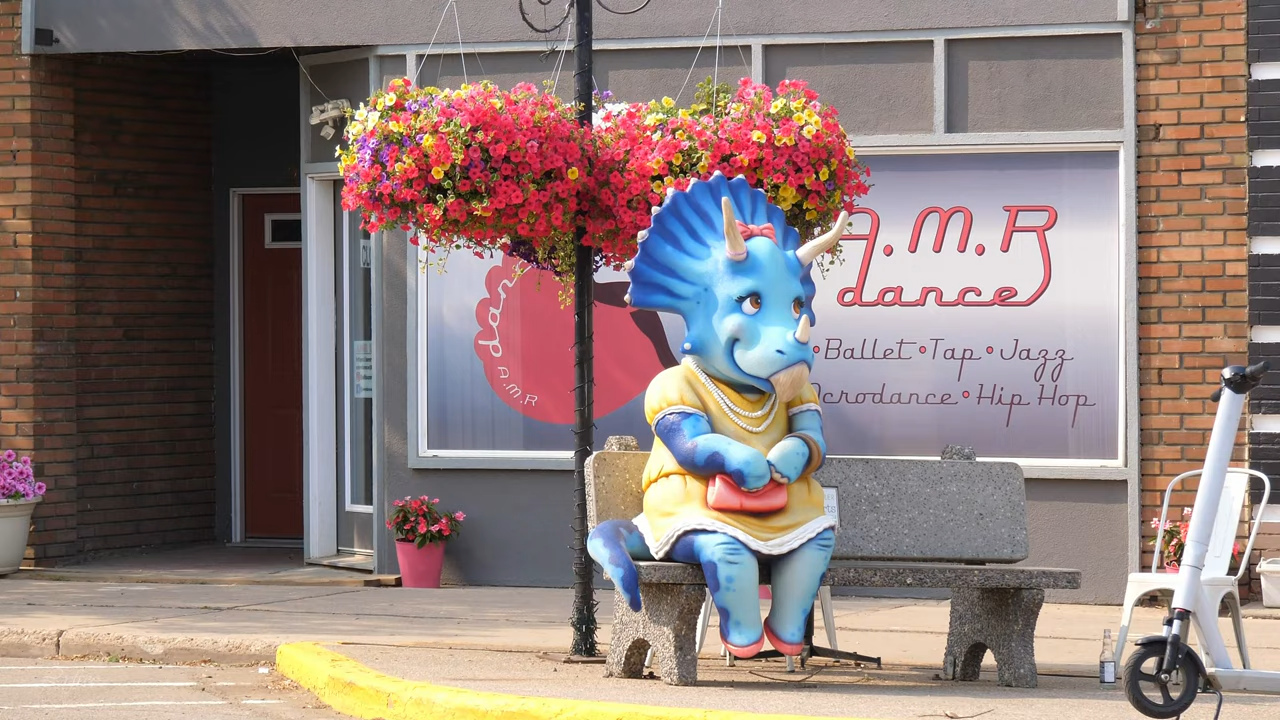 A.M.R
dance
•Ballet •Tap •Jazz
crodance •Hip Hop
dan
A.M.R